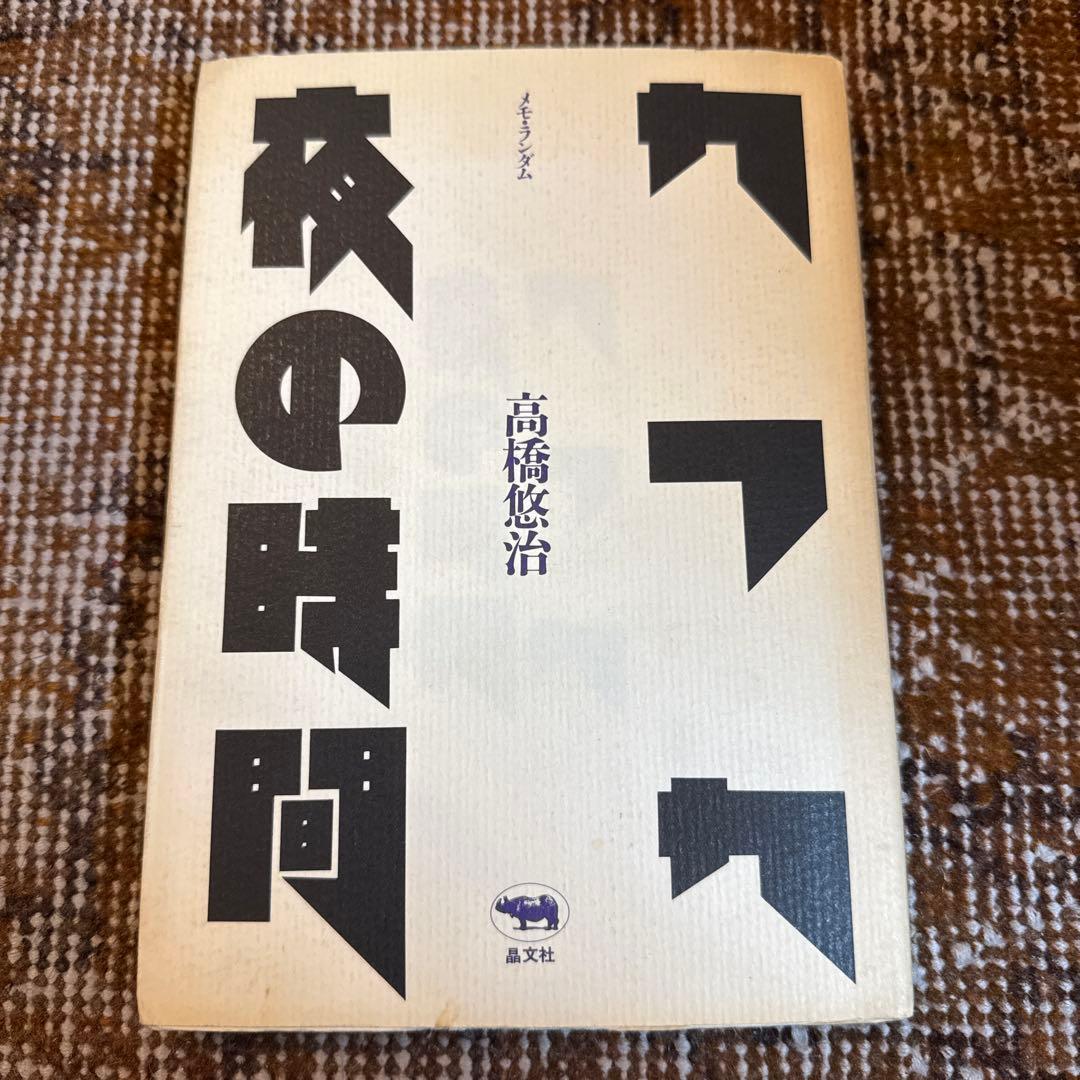 カフカ
メモ・ランダム
高橋悠治
晶文社
夜の時間